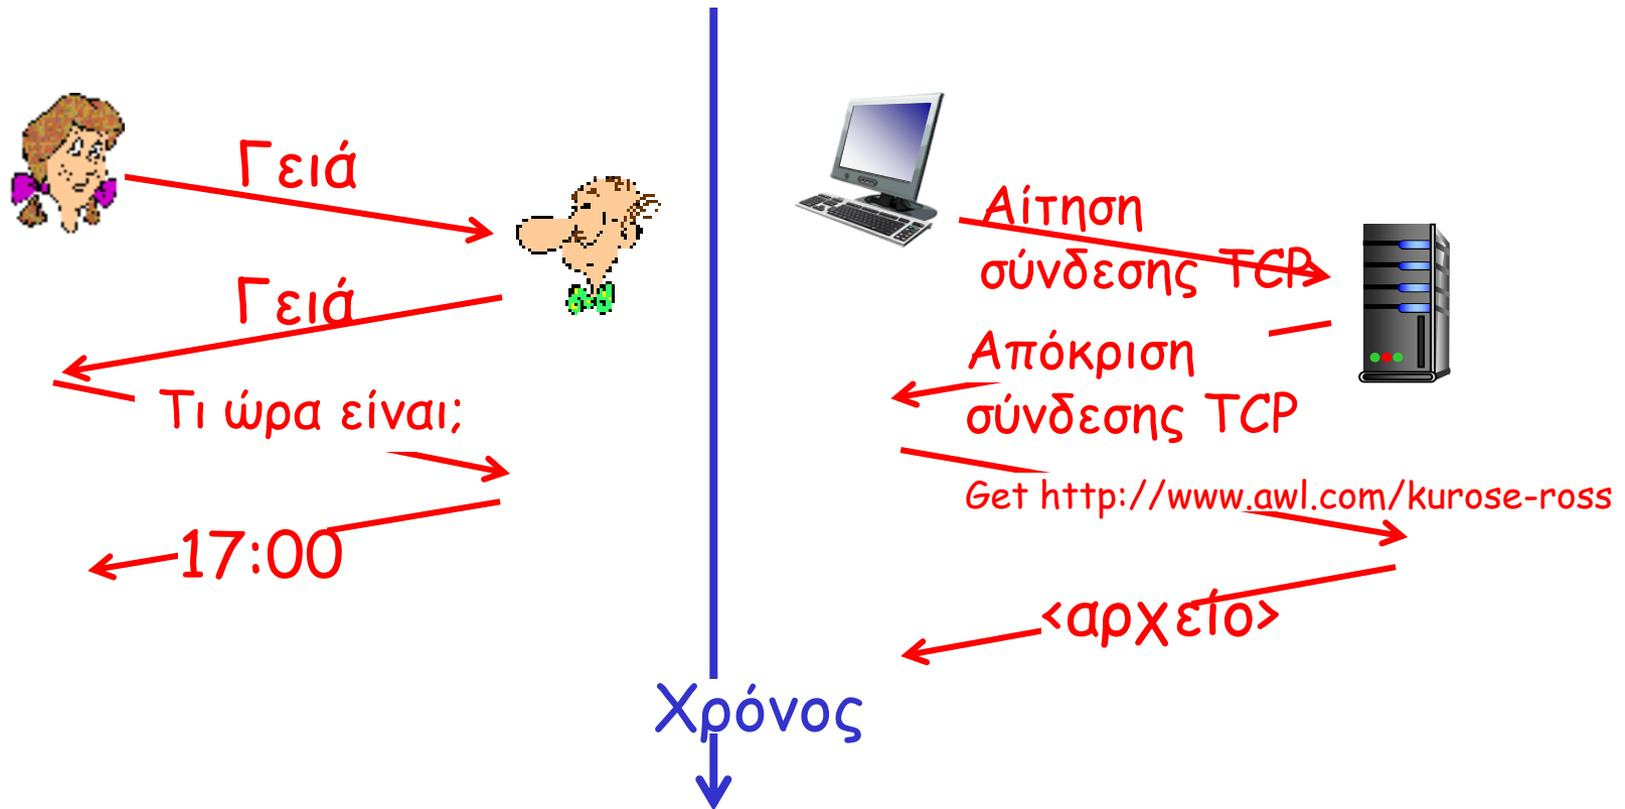 Γειά
Γειά
Τι ώρα είναι;
17:00
Αίτηση
σύνδεσης TCP
Απόκριση
σύνδεσης TCP
Get http://www.awl.com/kurose-ross
<αρχείο>
Χρόνος